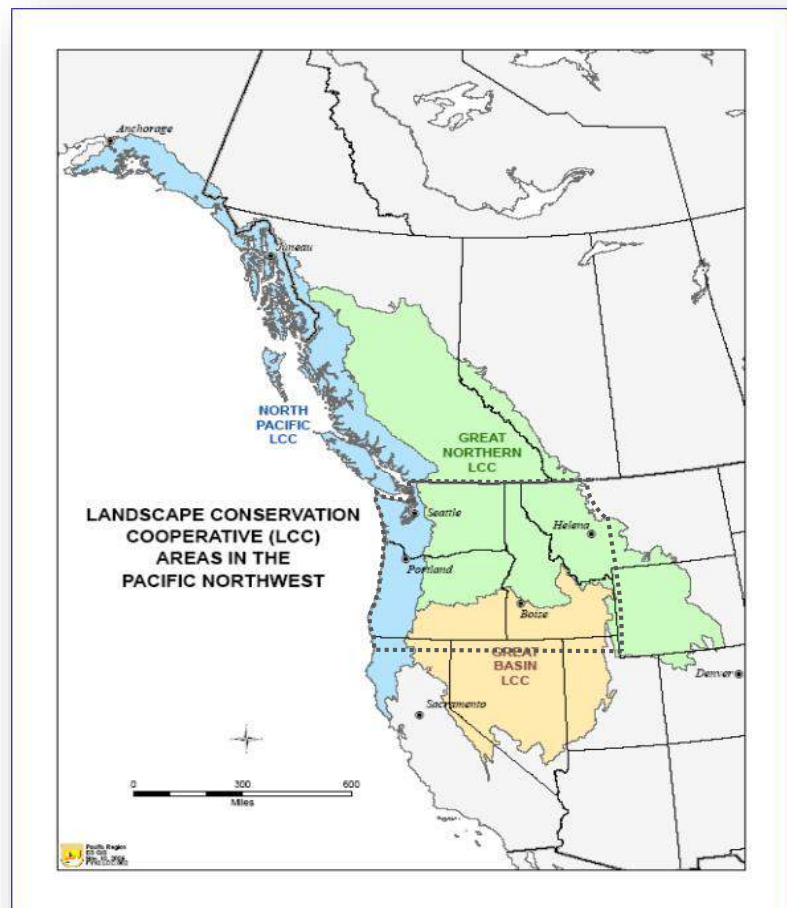 Anchorage
Juneau
NORTH
PACIFIC
LCC
GREAT
NORTHERN
LCC
LANDSCAPE CONSERVATION
COOPERATIVE (LCC)
AREAS IN THE
PACIFIC NORTHWEST
Seattle
Helena
Portland
Boise
GREAT
BASIN
LCC
Denver
Sacramento
0 300 600
Miles
Pacific Region